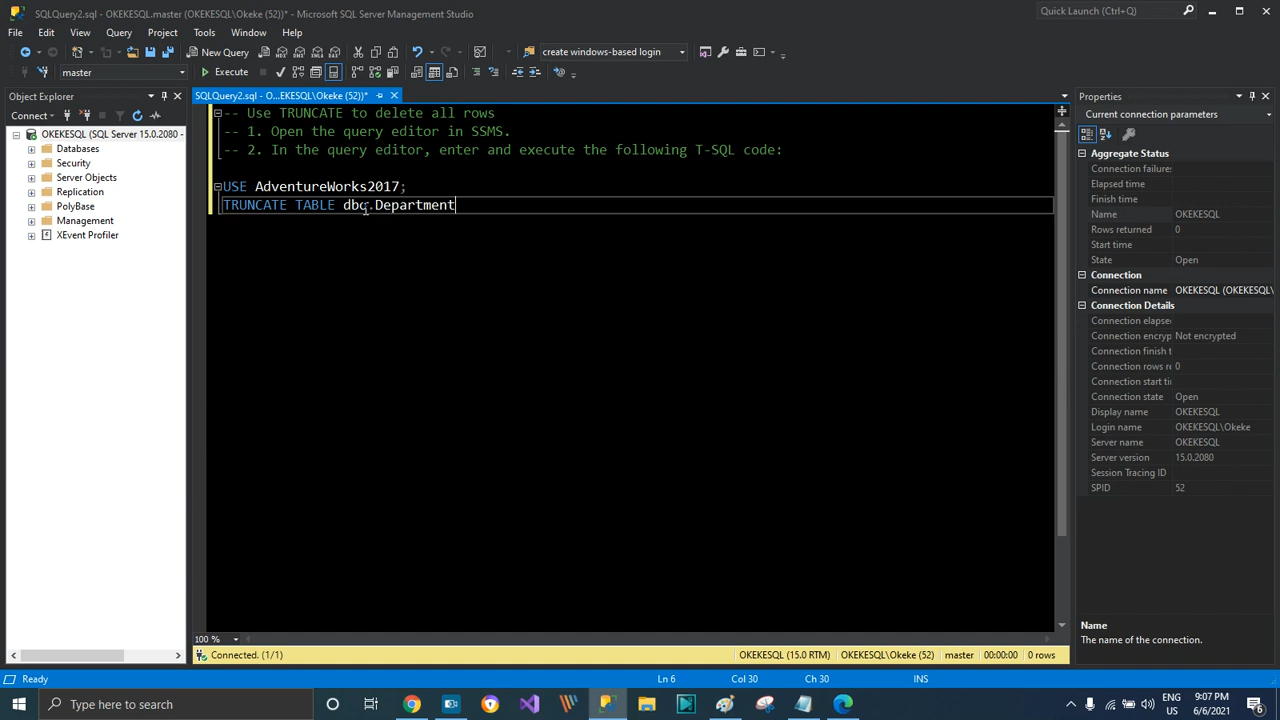 SQLQuery2.sql - OKEKESQL.master (OKEKESQL\Okeke (52))* - Microsoft SQL Server Management Studio
Quick Launch (Ctrl+Q)
File Edit View Query Project Tools Window Help
New Query
create windows-based login
master
Execute
Object Explorer
SQLQuery2.sql - O...EKESQL\Okeke (52))*
Properties
Connect
Current connection parameters
OKEKESQL (SQL Server 15.0.2080 -
Databases
Security
Server Objects
Replication
PolyBase
Management
XEvent Profiler
-- Use TRUNCATE to delete all rows
-- 1. Open the query editor in SSMS.
-- 2. In the query editor, enter and execute the following T-SQL code:
USE AdventureWorks2017;
TRUNCATE TABLE dbo.Department
Aggregate Status
Connection failures
Elapsed time
Finish time
Name OKEKESQL
Rows returned 0
Start time
State Open
Connection
Connection name OKEKESQL (OKEKESQL\
Connection Details
Connection elapse
Connection encryp Not encrypted
Connection finish t
Connection rows re 0
Connection start ti
Connection state Open
Display name OKEKESQL
Login name OKEKESQL\Okeke
Server name OKEKESQL
Server version 15.0.2080
Session Tracing ID
SPID 52
Name
The name of the connection.
100 %
Connected. (1/1)
OKEKESQL (15.0 RTM) OKEKESQL\Okeke (52) master 00:00:00 0 rows
Ready
Ln 6 Col 30 Ch 30 INS
Type here to search
ENG
US
9:07 PM
6/6/2021
6